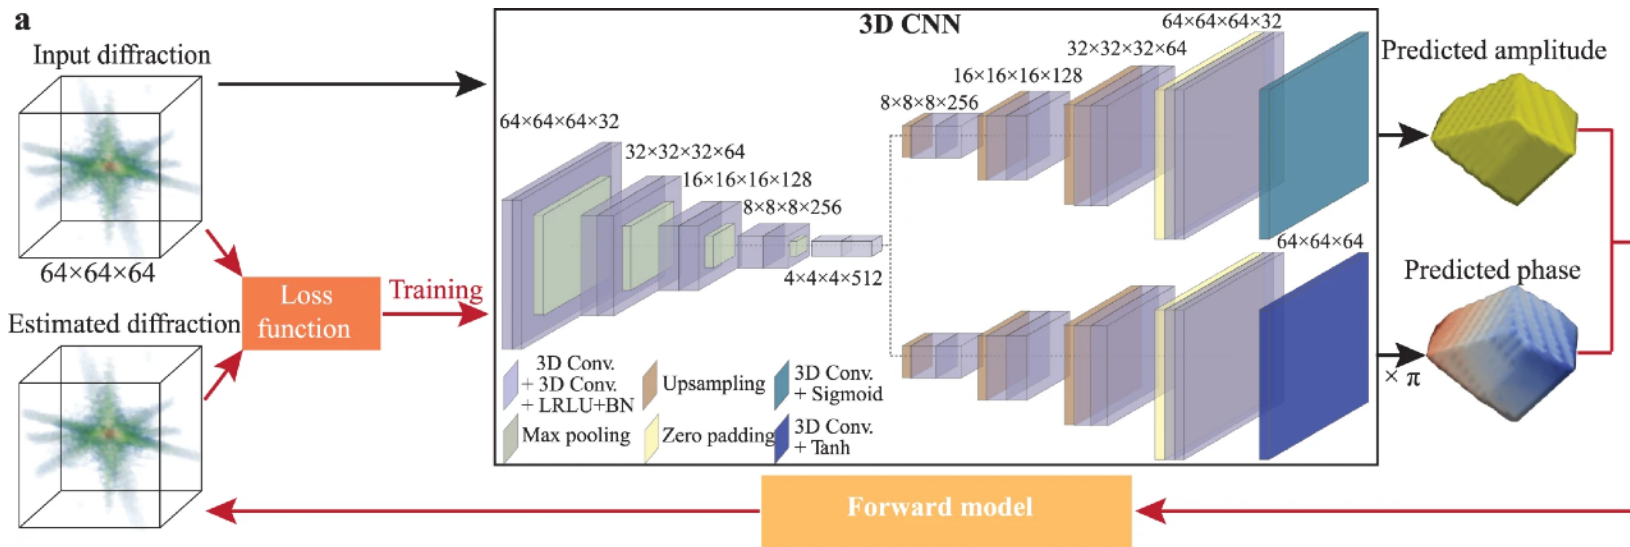 a
Input diffraction
64×64×64
Estimated diffraction
Loss
function
Training
3D CNN
64×64×64×32
32×32×32×64
16×16×16×128
8×8×8×256
4×4×4×512
8×8×8×256
16×16×16×128
32×32×32×64
64×64×64×32
64×64×64
3D Conv.
+ 3D Conv.
+ LRLU+BN
Upsampling
3D Conv.
+ Sigmoid
Max pooling
Zero padding
3D Conv.
+ Tanh
Predicted amplitude
Predicted phase
× π
Forward model